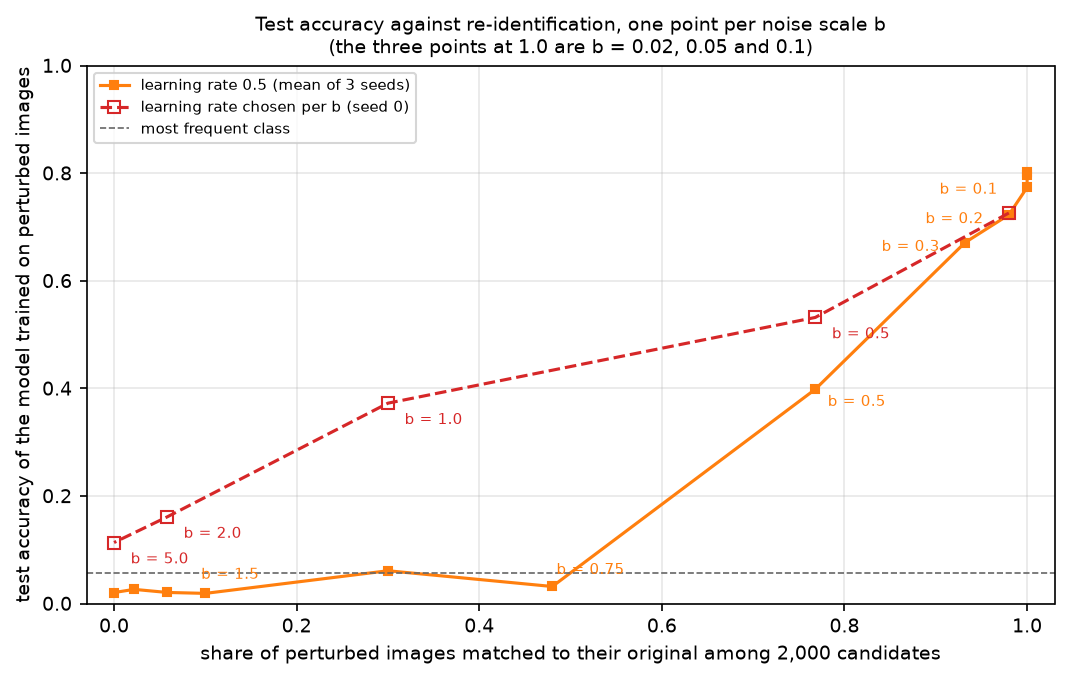 Test accuracy against re-identification, one point per noise scale b
(the three points at 1.0 are b = 0.02, 0.05 and 0.1)
test accuracy of the model trained on perturbed images
1.0
0.8
0.6
0.4
0.2
0.0
learning rate 0.5 (mean of 3 seeds)
learning rate chosen per b (seed 0)
most frequent class
b = 0.1
b = 0.2
b = 0.3
b = 0.5
b = 0.5
b = 1.0
b = 2.0
b = 5.0
b = 1.5
b = 0.75
0.0
0.2
0.4
0.6
0.8
1.0
share of perturbed images matched to their original among 2,000 candidates